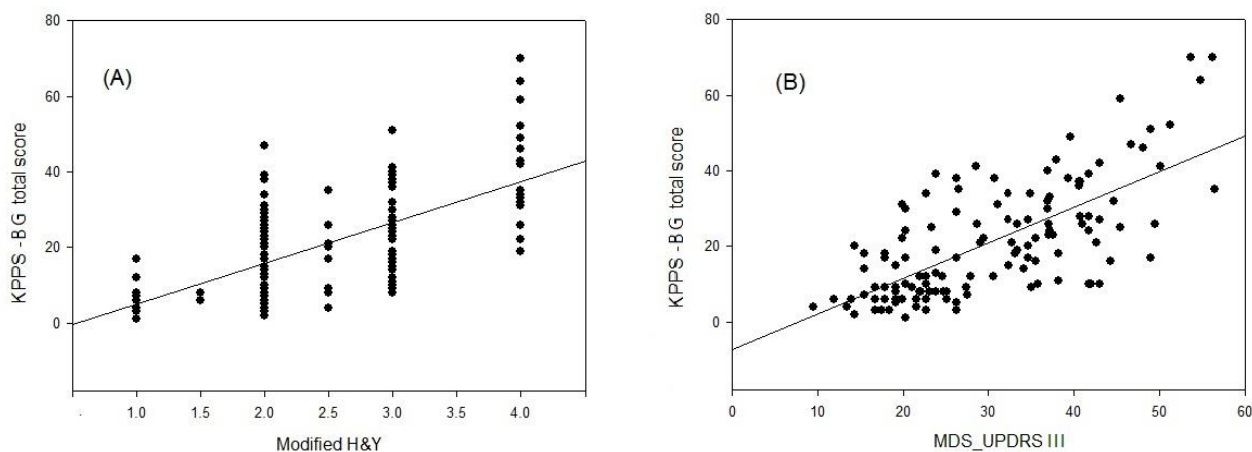 (A)
KPPS - BG total score
80
60
40
20
0
1.0 1.5 2.0 2.5 3.0 3.5 4.0
Modified H&Y
(B)
KPPS - BG total score
80
60
40
20
0
0 10 20 30 40 50 60
MDS_UPDRS III